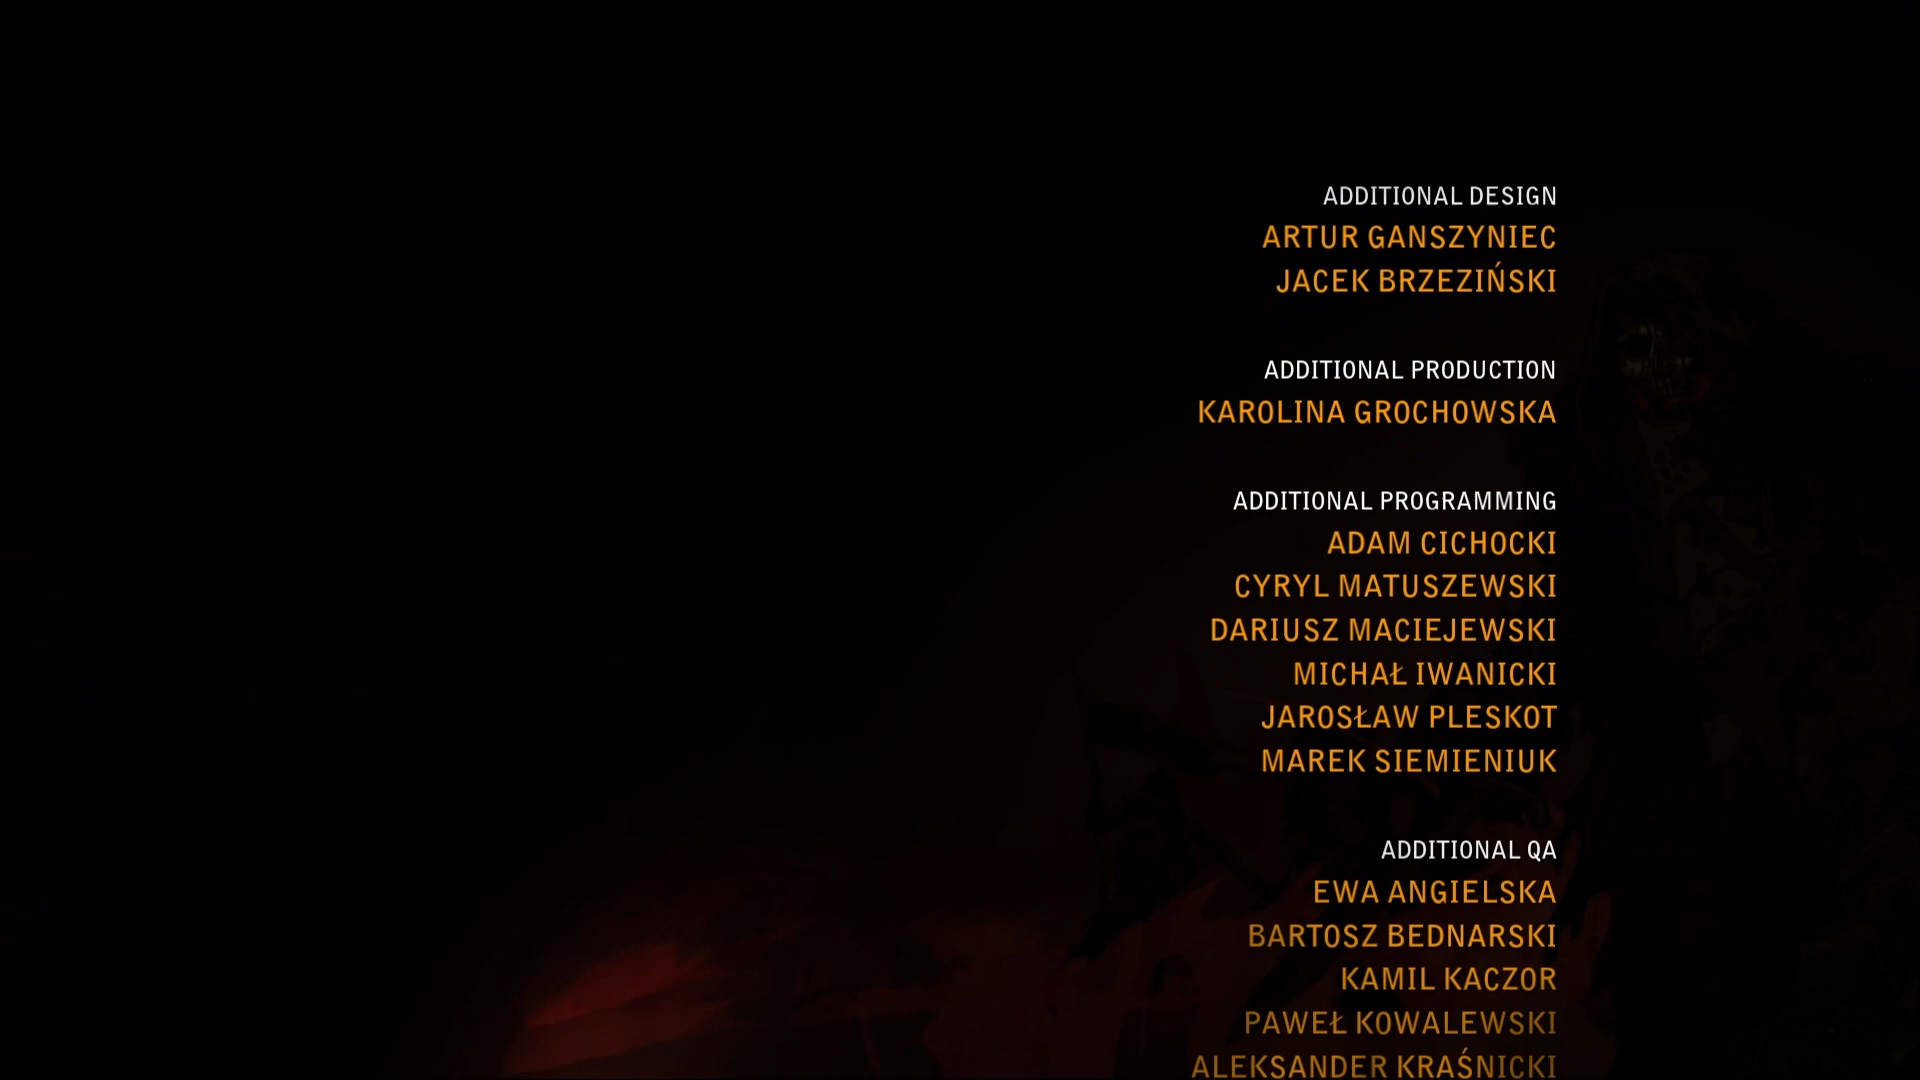 ADDITIONAL DESIGN
ARTUR GANSZYNIEC
JACEK BRZEZIŃSKI
ADDITIONAL PRODUCTION
KAROLINA GROCHOWSKA
ADDITIONAL PROGRAMMING
ADAM CICHOCKI
CYRYL MATUSZEWSKI
DARIUSZ MACIEJEWSKI
MICHAŁ IWANICKI
JAROSŁAW PLESKOT
MAREK SIEMIENIUK
ADDITIONAL QA
EWA ANGIELSKA
BARTOSZ BEDNARSKI
KAMIL KACZOR
PAWEŁ KOWALEWSKI
ALEKSANDER KRAŚNICKI